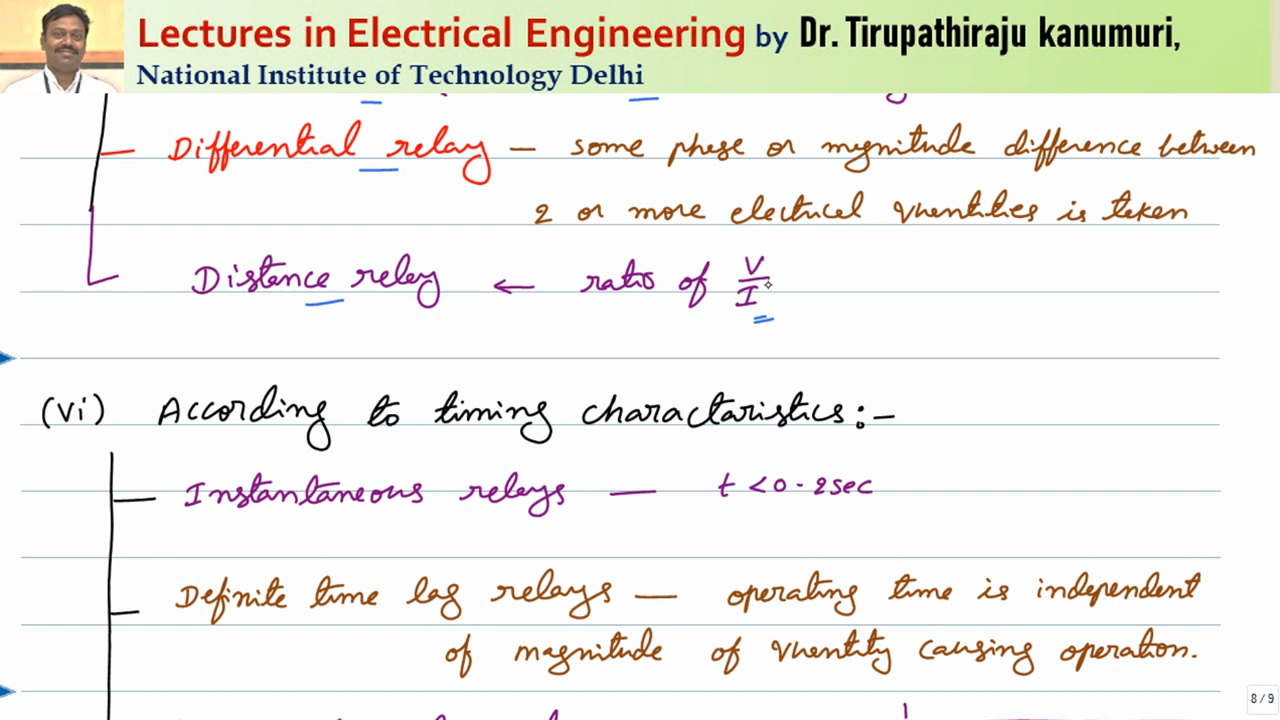 Lectures in Electrical Engineering by Dr. Tirupathiraju kanumuri,
National Institute of Technology Delhi
Differential relay — some phase or magnitude difference between
2 or more electrical quantities is taken
Distance relay ← ratio of V/I
(vi) According to timing charactaristics:-
Instantaneous relays — t < 0.2sec
Definite time lag relays — operating time is independent
of magnitude of quantity causing operation.
8/9